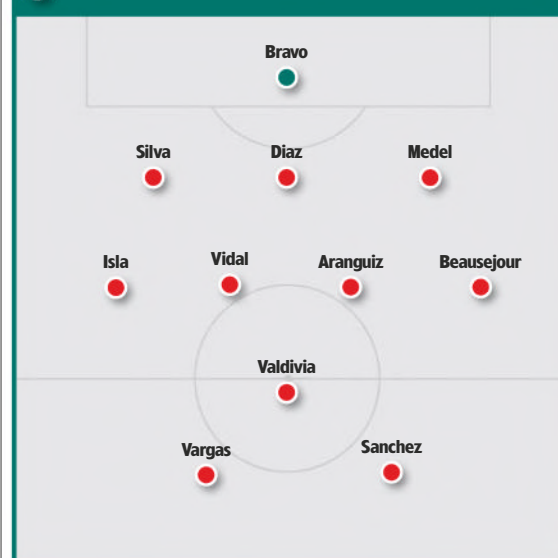 Bravo
Silva Diaz Medel
Isla Vidal Aranguiz Beausejour
Valdivia
Vargas Sanchez